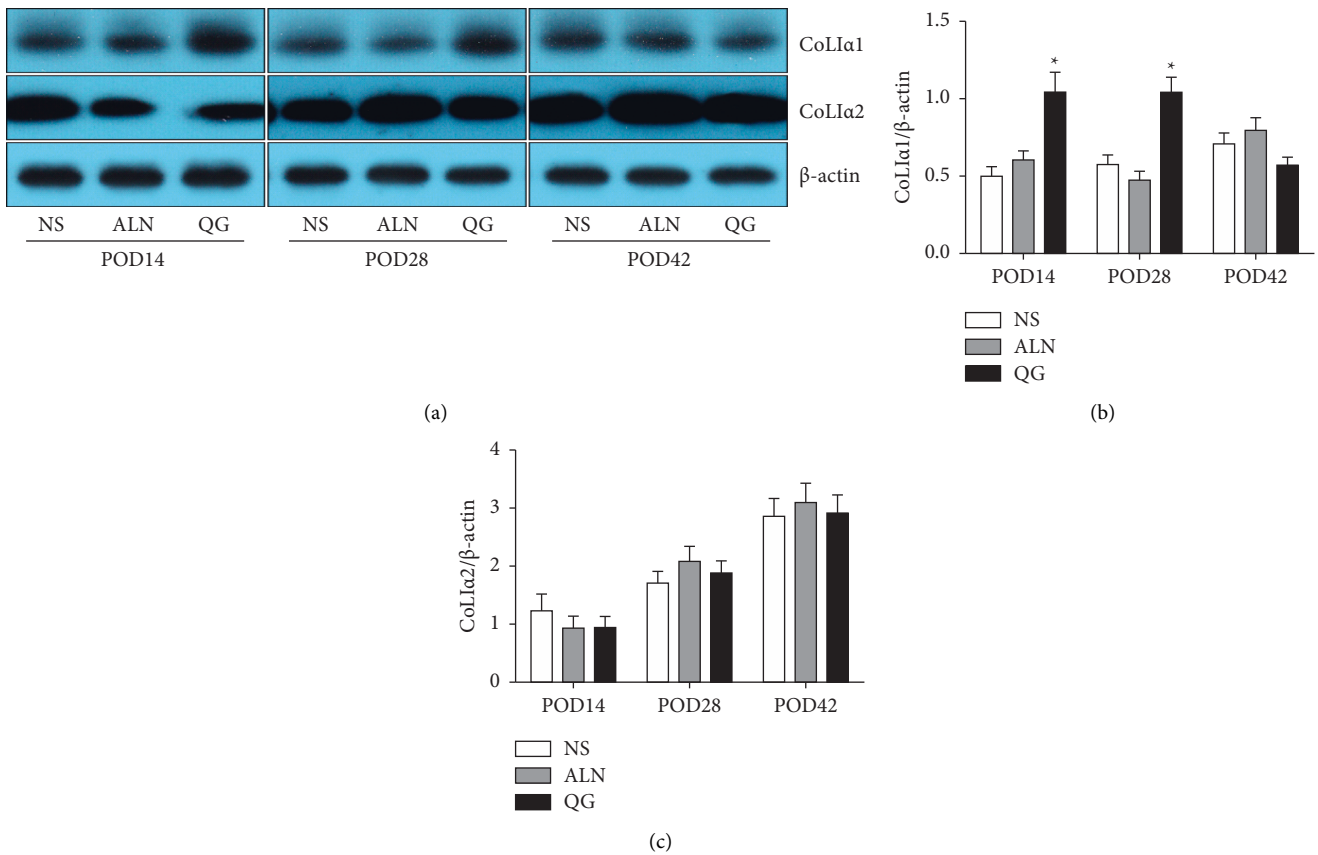 CoLIα1
CoLIα2
β-actin
NS ALN QG NS ALN QG NS ALN QG
POD14 POD28 POD42
(a)
CoLIα1/β-actin
1.5
1.0
0.5
0.0
* *
POD14 POD28 POD42
NS
ALN
QG
(b)
CoLIα2/β-actin
4
3
2
1
0
POD14 POD28 POD42
NS
ALN
QG
(c)